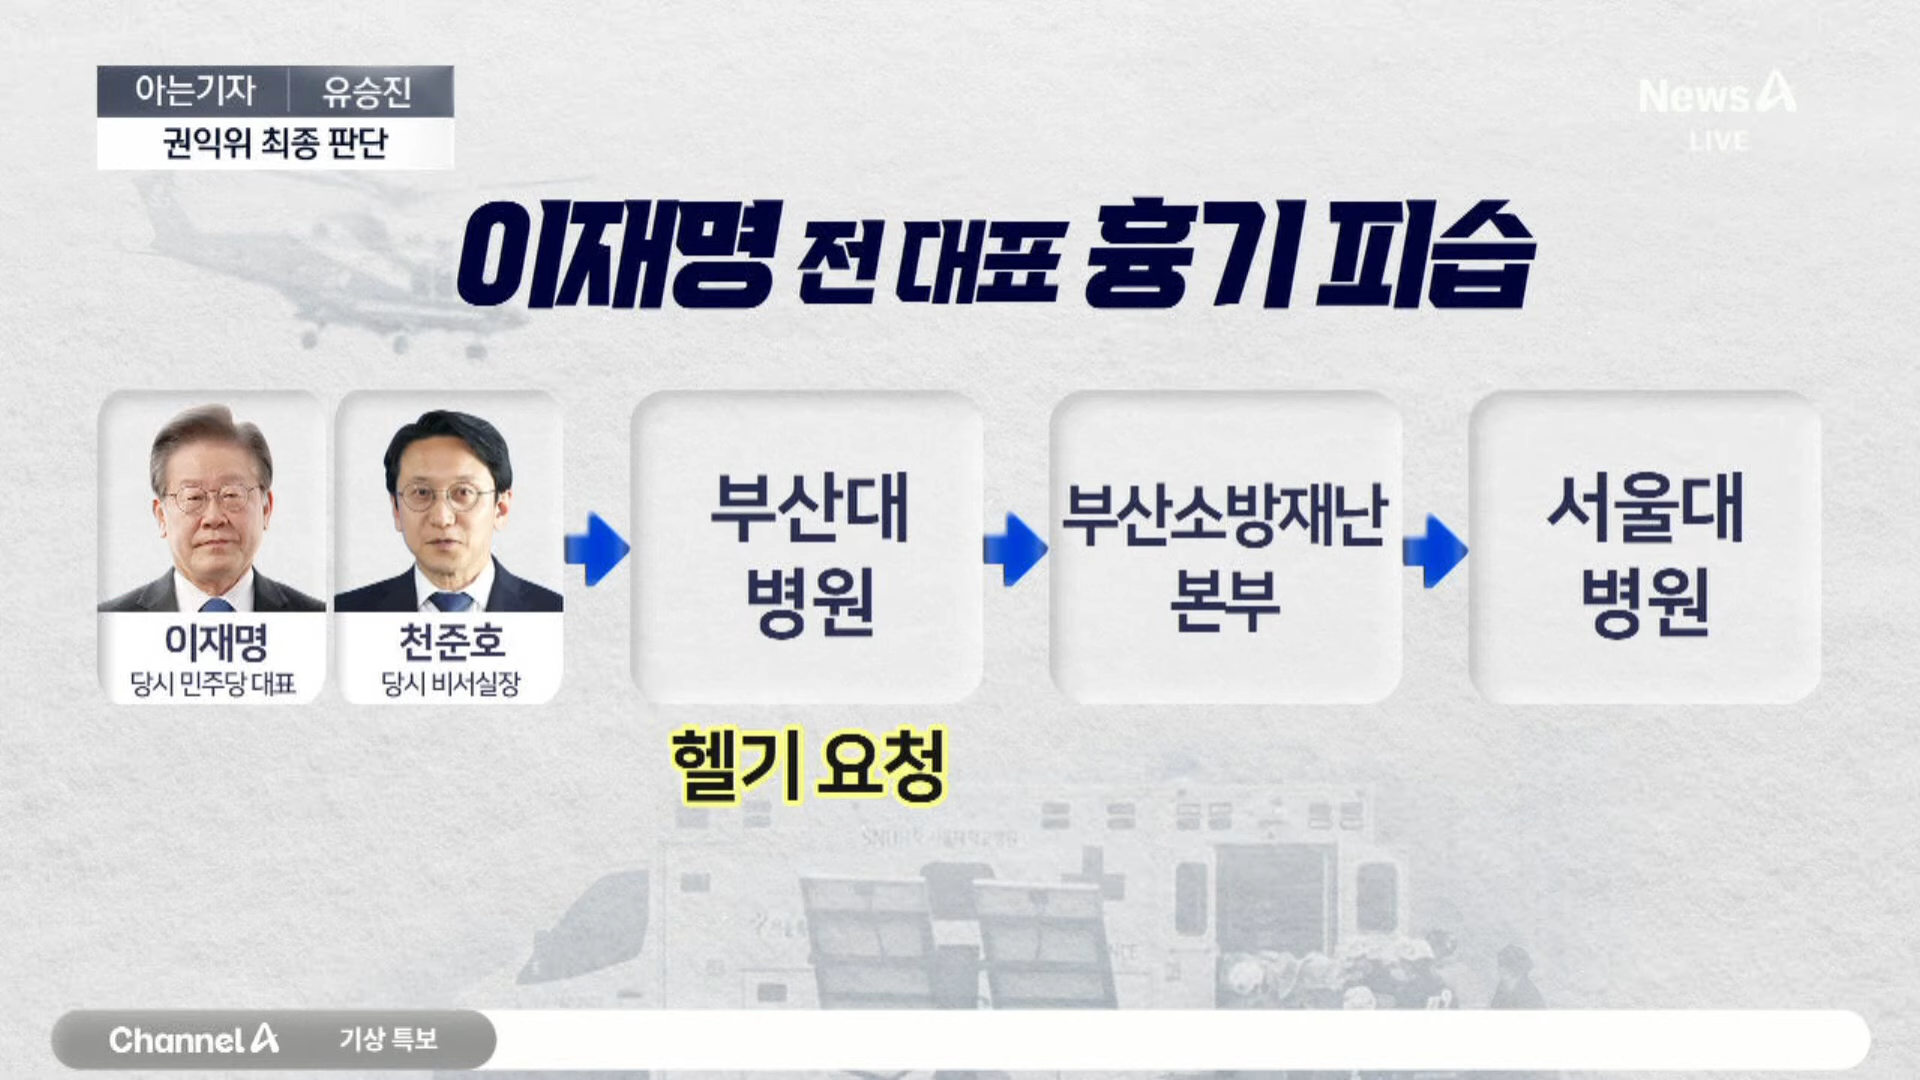 아는기자 유승진
권익위 최종 판단
News A
LIVE
이재명 전 대표 흉기 피습
이재명
당시 민주당 대표
천준호
당시 비서실장
부산대
병원
부산소방재난
본부
서울대
병원
헬기 요청
Channel A 기상 특보